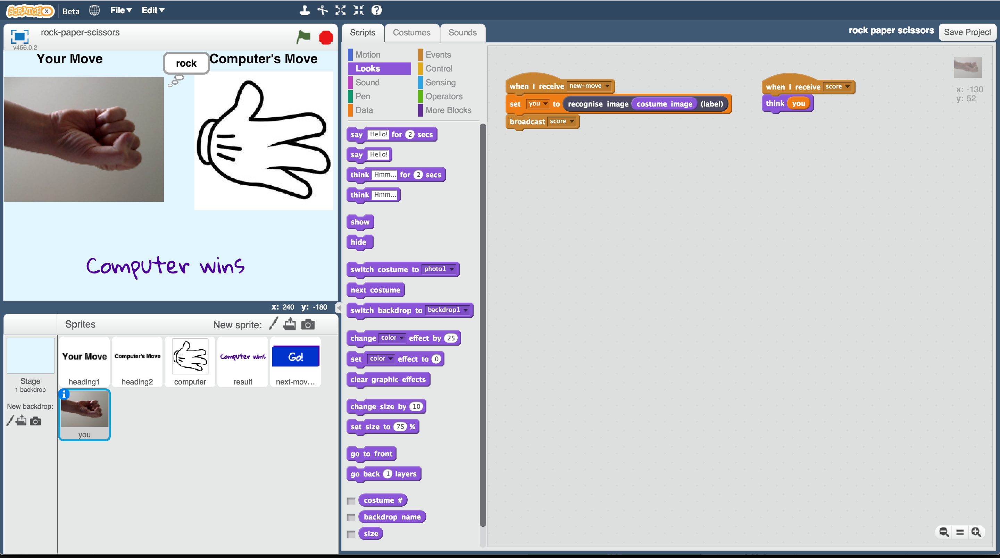 SCRATCH X Beta File Edit
rock-paper-scissors
v456.0.2
Your Move
rock
Computer's Move
Computer wins
x: 240 y: -180
Sprites New sprite:
Your Move
heading1
Computer's Move
heading2
computer
Computer wins
result
Go!
next-mov...
Stage
1 backdrop
New backdrop:
you
Scripts Costumes Sounds
rock paper scissors Save Project
Motion Events
Looks Control
Sound Sensing
Pen Operators
Data More Blocks
say Hello! for 2 secs
say Hello!
think Hmm... for 2 secs
think Hmm...
show
hide
switch costume to photo1
next costume
switch backdrop to backdrop1
change color effect by 25
set color effect to 0
clear graphic effects
change size by 10
set size to 75 %
go to front
go back 1 layers
costume #
backdrop name
size
when I receive new-move
set you to recognise image costume image (label)
broadcast score
when I receive score
think you
x: -130
y: 52